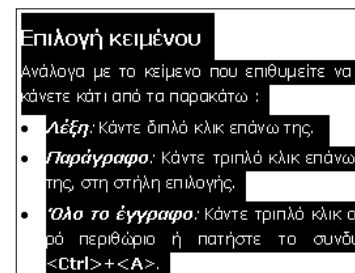 Επιλογή κειμένου
Ανάλογα με το κείμενο που επιθυμείτε να
κάνετε κάτι από τα παρακάτω :
• Λέξη: Κάντε διπλό κλικ επάνω της.
• Παράγραφο: Κάντε τριπλό κλικ επάνω
της, στη στήλη επιλογής.
• Όλο το έγγραφο: Κάντε τριπλό κλικ σ
ρό περιθώριο ή πατήστε το συνδυ
<Ctrl>+<A>.